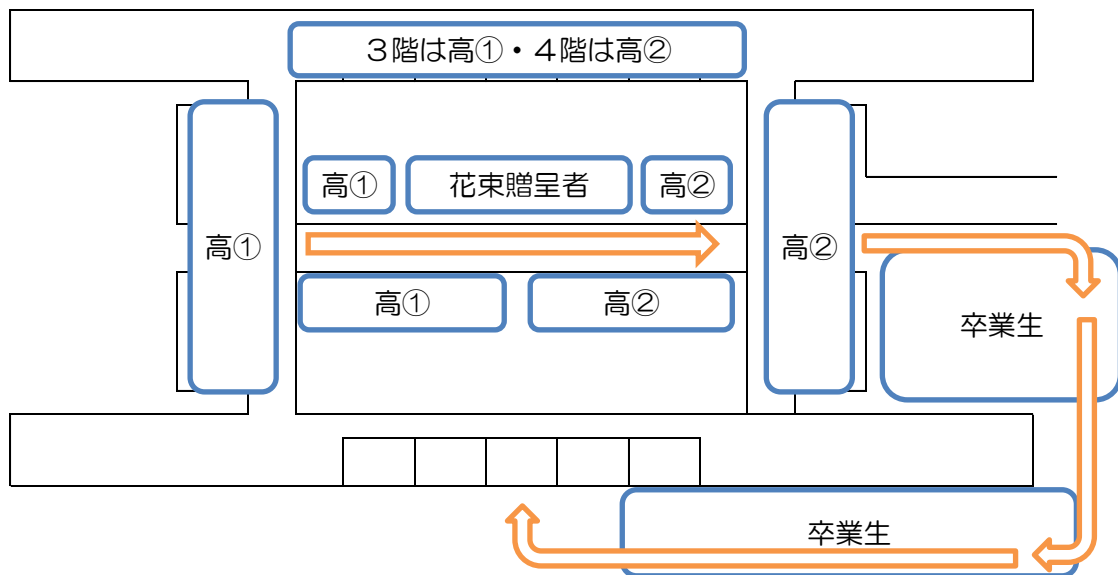 ３階は高①・４階は高②
高①
花束贈呈者
高②
高①
高②
高①
高②
卒業生
卒業生